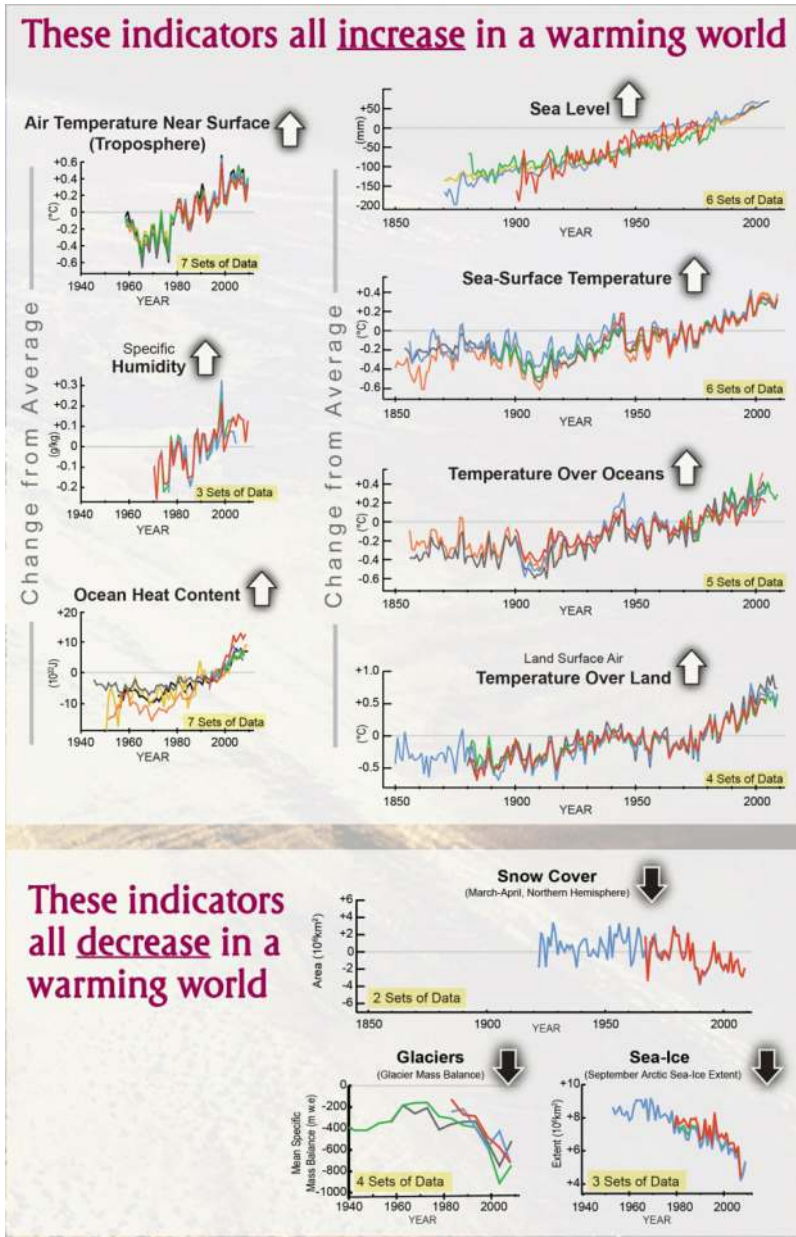 These indicators all increase in a warming world
Air Temperature Near Surface
(Troposphere)
+0.6
+0.4
+0.2
0
-0.2
-0.4
-0.6
(°C)
7 Sets of Data
1940
1960
1980
2000
YEAR
Change from Average
Specific
Humidity
+0.3
+0.2
+0.1
0
-0.1
-0.2
(g/kg)
3 Sets of Data
1940
1960
1980
2000
YEAR
Ocean Heat Content
+20
+10
0
-10
(10²²J)
7 Sets of Data
1940
1960
1980
2000
YEAR
Sea Level
+50
0
-50
-100
-150
-200
(mm)
6 Sets of Data
1850
1900
1950
2000
YEAR
Change from Average
Sea-Surface Temperature
+0.4
+0.2
0
-0.2
-0.4
-0.6
(°C)
6 Sets of Data
1850
1900
1950
2000
YEAR
Temperature Over Oceans
+0.4
+0.2
0
-0.2
-0.4
-0.6
(°C)
5 Sets of Data
1850
1900
1950
2000
YEAR
Land Surface Air
Temperature Over Land
+1.0
+0.5
0
-0.5
(°C)
4 Sets of Data
1850
1900
1950
2000
YEAR
These indicators
all decrease in a
warming world
Snow Cover
(March-April, Northern Hemisphere)
+6
+4
+2
0
-2
-4
-6
Area (10⁶km²)
2 Sets of Data
1850
1900
1950
2000
YEAR
Glaciers
(Glacier Mass Balance)
0
-200
-400
-600
-800
-1000
Mean Specific
Mass Balance (m w.e)
4 Sets of Data
1940
1960
1980
2000
YEAR
Sea-Ice
(September Arctic Sea-Ice Extent)
+10
+8
+6
+4
Extent (10⁶km²)
3 Sets of Data
1940
1960
1980
2000
YEAR